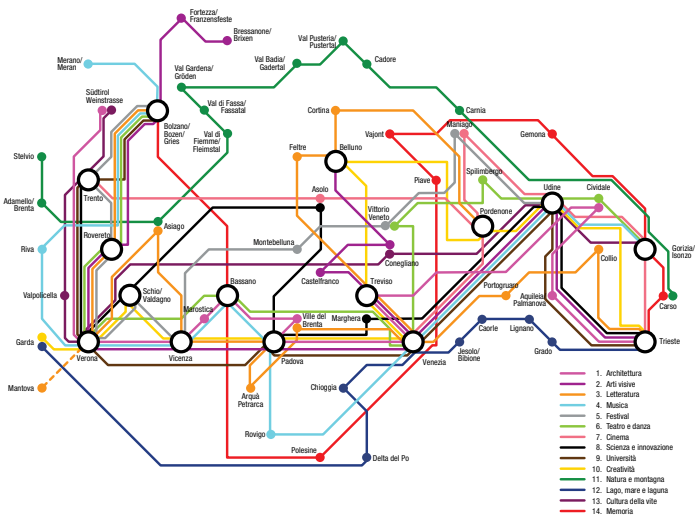 Fortezza/
Franzensfeste
Bressanone/
Brixen
Val Pusteria/
Pustertal
Merano/
Meran
Val Badia/
Gadertal
Cadore
Val Gardena/
Gröden
Südtirol
Weinstrasse
Bolzano/
Bozen/
Gries
Val di Fassa/
Fassatal
Cortina
Carnia
Maniago
Vajont
Gemona
Val di
Fiemme/
Fleimstal
Feltre
Belluno
Stelvio
Spilimbergo
Piave
Trento
Asolo
Udine
Cividale
Adamello/
Brenta
Vittorio
Veneto
Pordenone
Asiago
Rovereto
Riva
Montebelluna
Conegliano
Gorizia/
Isonzo
Collio
Castelfranco
Portogruaro
Valpolicella
Schio/
Valdagno
Bassano
Treviso
Aquileia/
Palmanova
Carso
Marostica
Ville del
Brenta
Marghera
Caorle
Lignano
Garda
Verona
Vicenza
Padova
Venezia
Jesolo/
Bibione
Grado
Trieste
Mantova
Arquà
Petrarca
Chioggia
Rovigo
Polesine
Delta del Po
1. Architettura
2. Arti visive
3. Letteratura
4. Musica
5. Festival
6. Teatro e danza
7. Cinema
8. Scienza e innovazione
9. Università
10. Creatività
11. Natura e montagna
12. Lago, mare e laguna
13. Cultura della vite
14. Memoria